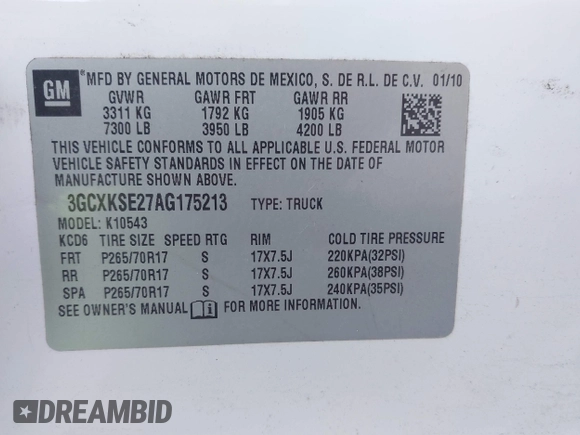 GM
®MFD BY GENERAL MOTORS DE MEXICO, S. DE R.L. DE C.V. 01/10
GVWR GAWR FRT GAWR RR
3311 KG 1792 KG 1905 KG
7300 LB 3950 LB 4200 LB
THIS VEHICLE CONFORMS TO ALL APPLICABLE U.S. FEDERAL MOTOR
VEHICLE SAFETY STANDARDS IN EFFECT ON THE DATE OF
MANUFACTURE SHOWN ABOVE.
3GCXKSE27AG175213 TYPE: TRUCK
MODEL: K10543
KCD6 TIRE SIZE SPEED RTG RIM COLD TIRE PRESSURE
FRT P265/70R17 S 17X7.5J 220KPA(32PSI)
RR P265/70R17 S 17X7.5J 260KPA(38PSI)
SPA P265/70R17 S 17X7.5J 240KPA(35PSI)
SEE OWNER'S MANUAL FOR MORE INFORMATION.
DREAMBID